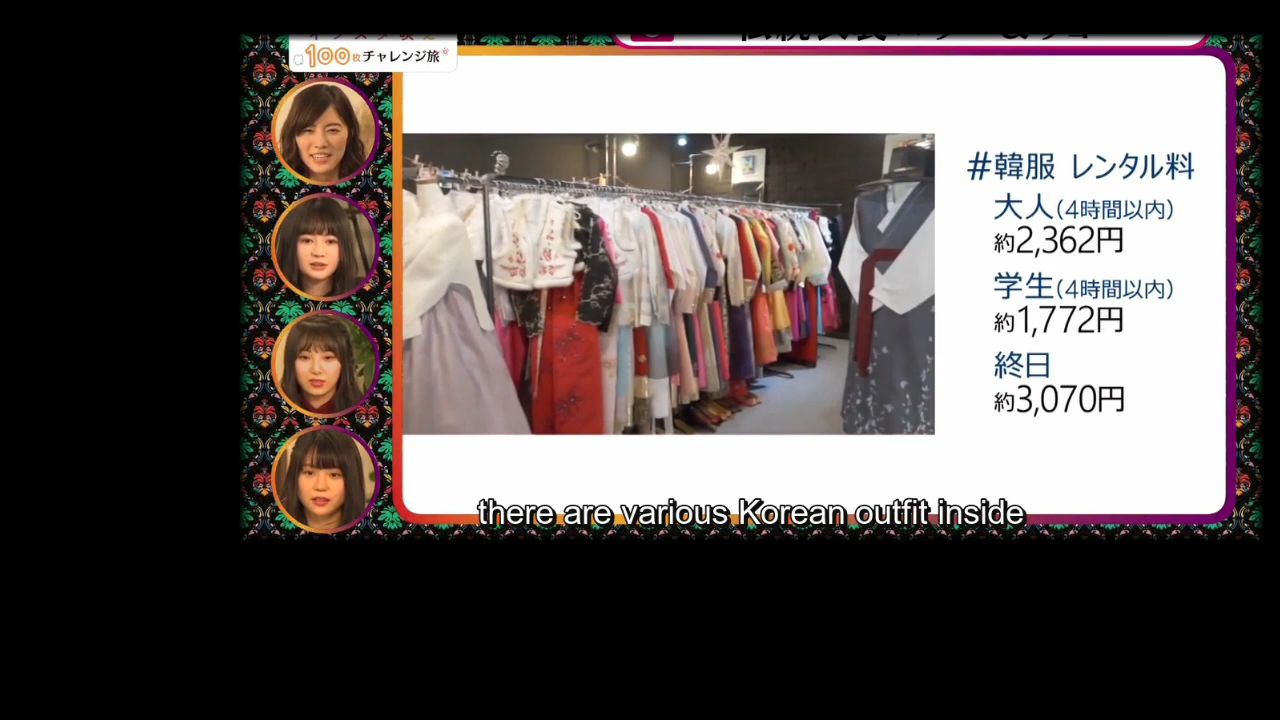 100枚チャレンジ旅
#韓服 レンタル料
大人(4時間以内)
約2,362円
学生(4時間以内)
約1,772円
終日
約3,070円
there are various Korean outfit inside